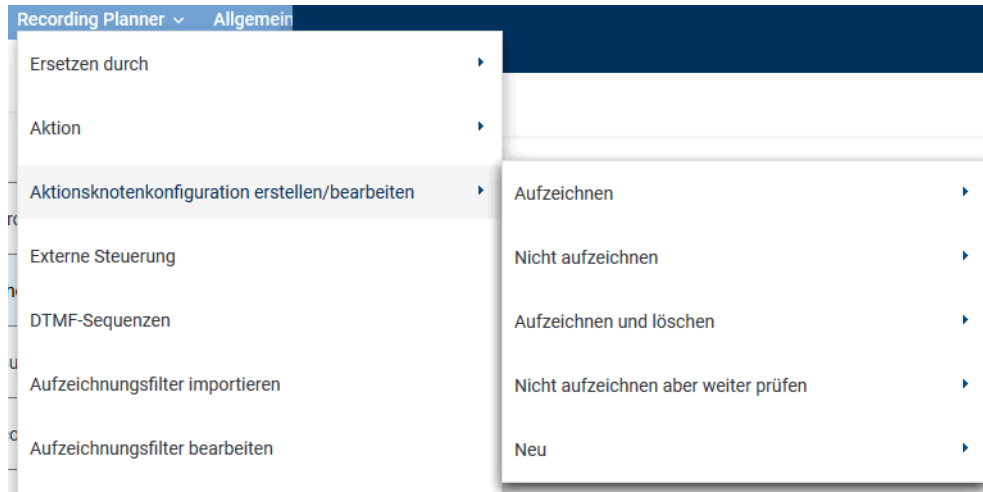 Recording Planner Allgemein
Ersetzen durch
Aktion
Aktionsknotenkonfiguration erstellen/bearbeiten
Aufzeichnen
Externe Steuerung
Nicht aufzeichnen
DTMF-Sequenzen
Aufzeichnen und löschen
Aufzeichnungsfilter importieren
Nicht aufzeichnen aber weiter prüfen
Aufzeichnungsfilter bearbeiten
Neu